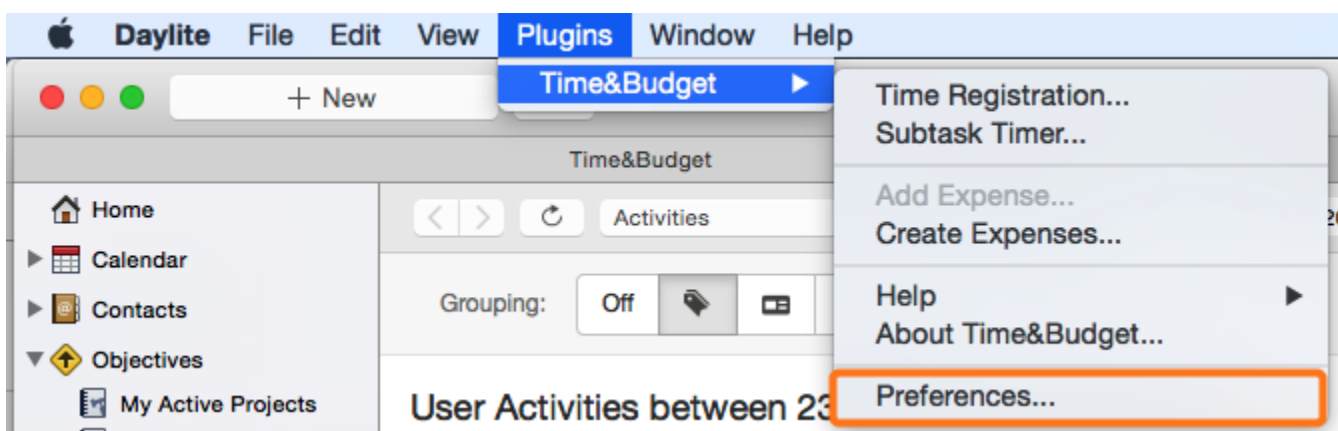 Daylite File Edit View Plugins Window Help
+ New
Time&Budget
Time Registration...
Subtask Timer...
Time&Budget
Add Expense...
Create Expenses...
Home
Activities
Calendar
Grouping: Off
Contacts
Help
About Time&Budget...
Objectives
Preferences...
My Active Projects
User Activities between 23